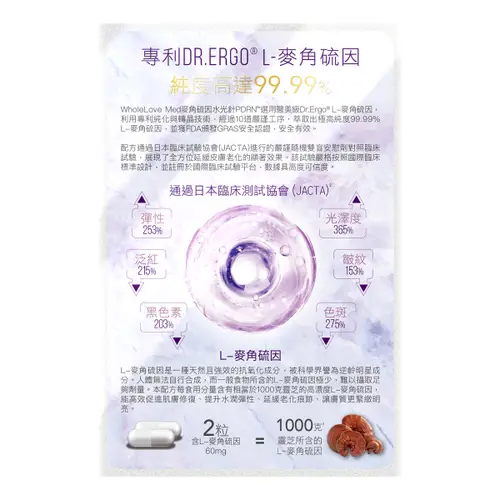 專利DR.ERGO® L-麥角硫因
純度高達99.99%
WholeLove Med麥角硫因水光針PDRN⁺選用醫美級Dr.Ergo® L-麥角硫因，
利用專利純化與轉晶技術，經過10道嚴謹工序，萃取出極高純度99.99%
L-麥角硫因，並獲FDA頒發GRAS安全認證，安全有效。
配方通過日本臨床試驗協會(JACTA)進行的嚴謹隨機雙盲安慰劑對照臨床
試驗，展現了全方位延緩皮膚老化的顯著效果。該試驗嚴格按照國際臨床
標準設計，並註冊於國際臨床試驗平台，數據具高度可信度。
通過日本臨床測試協會(JACTA)
彈性
253%
光澤度
365%
泛紅
215%
皺紋
153%
黑色素
203%
色斑
275%
L-麥角硫因
L-麥角硫因是一種天然且強效的抗氧化成分，被科學界譽為逆齡明星成
分，人體無法自行合成，而一般食物所含的L-麥角硫因極少，難以攝取足
夠劑量。本配方每食用分量含有相當於1000克靈芝的高濃度L-麥角硫因，
能高效促進肌膚修復、提升水潤彈性、延緩老化痕跡，讓膚質更緊緻明
亮。
2粒
含L-麥角硫因
60mg
=
1000克
靈芝所含的
L-麥角硫因